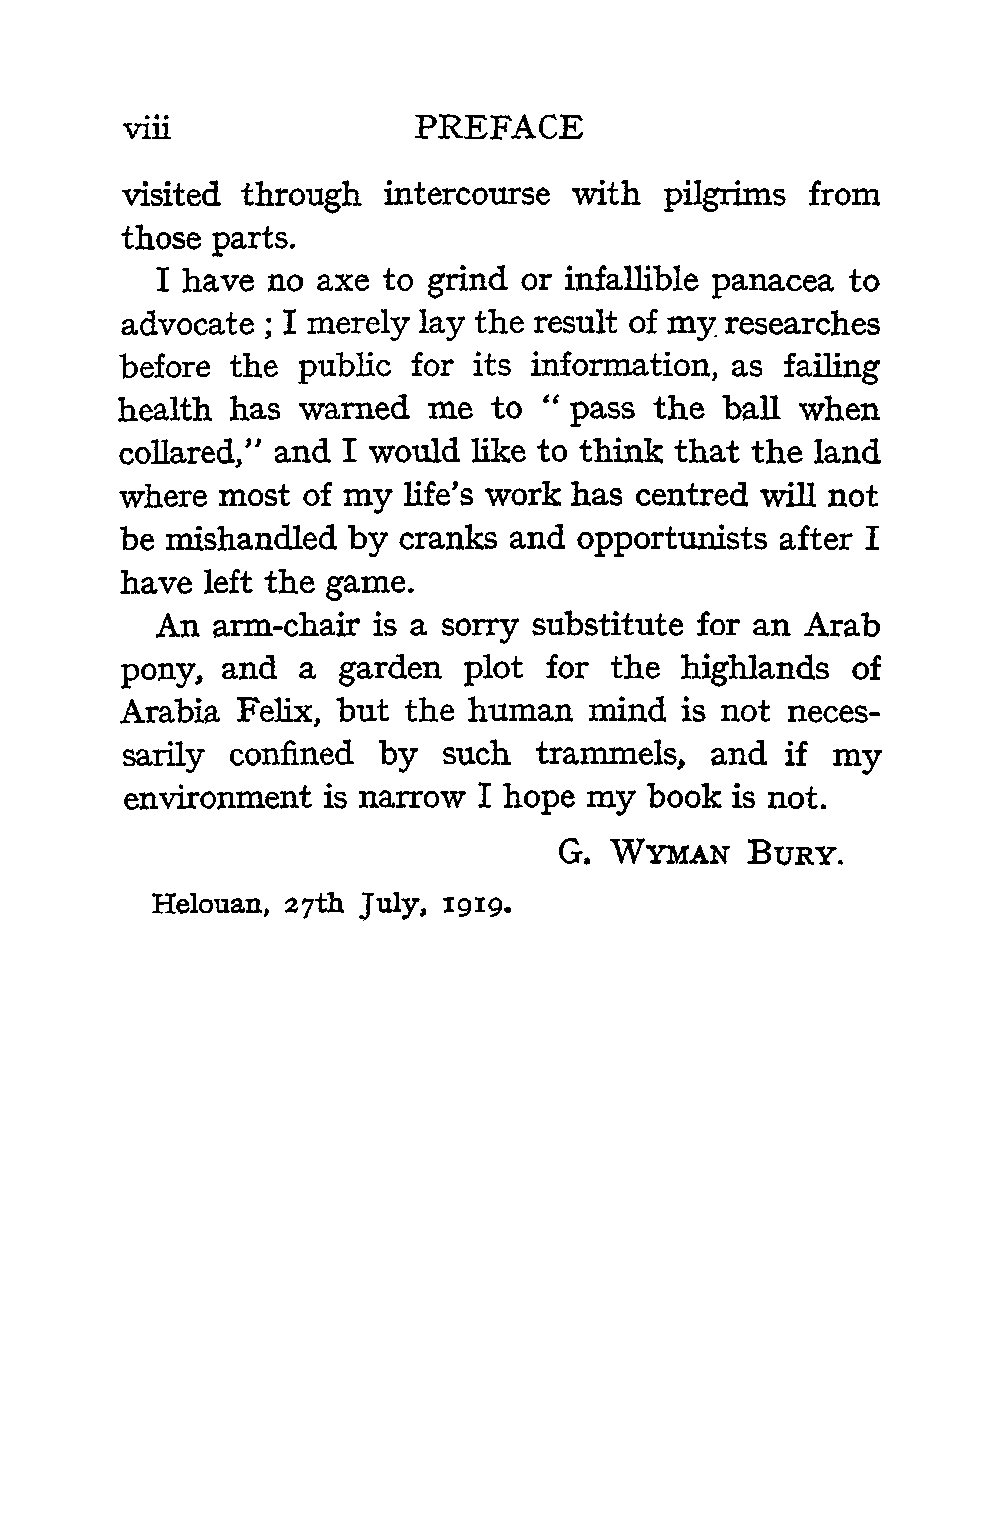 viii PREFACE
visited through intercourse with pilgrims from
those parts.
I have no axe to grind or infallible panacea to
advocate ; I merely lay the result of my researches
before the public for its information, as failing
health has warned me to “ pass the ball when
collared,” and I would like to think that the land
where most of my life’s work has centred will not
be mishandled by cranks and opportunists after I
have left the game.
An arm-chair is a sorry substitute for an Arab
pony, and a garden plot for the highlands of
Arabia Felix, but the human mind is not neces-
sarily confined by such trammels, and if my
environment is narrow I hope my book is not.
G. WYMAN BURY.
Helouan, 27th July, 1919.